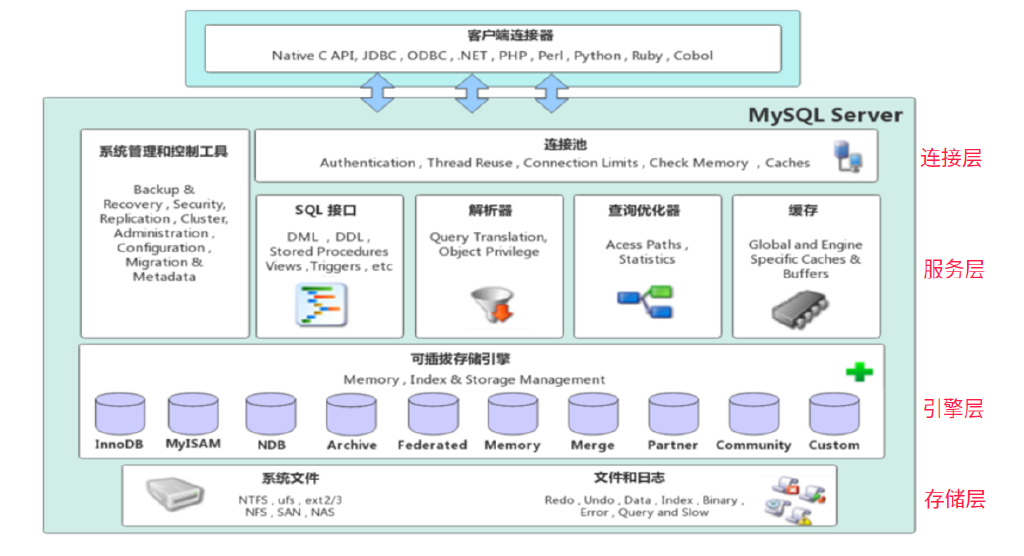 客户端连接器
Native C API, JDBC , ODBC , .NET , PHP , Perl , Python , Ruby , Cobol
MySQL Server
系统管理和控制工具
Backup &
Recovery , Security,
Replication , Cluster,
Administration ,
Configuration ,
Migration &
Metadata
连接池
Authentication , Thread Reuse , Connection Limits , Check Memory , Caches
连接层
SQL 接口
DML , DDL ,
Stored Procedures
Views ,Triggers , etc
解析器
Query Translation,
Object Privilege
查询优化器
Acess Paths ,
Statistics
缓存
Global and Engine
Specific Caches &
Buffers
服务层
可插拔存储引擎
Memory , Index & Storage Management
InnoDB
MyISAM
NDB
Archive
Federated
Memory
Merge
Partner
Community
Custom
引擎层
系统文件
NTFS , ufs , ext2/3
NFS , SAN , NAS
文件和日志
Redo , Undo , Data , Index , Binary ,
Error , Query and Slow
存储层